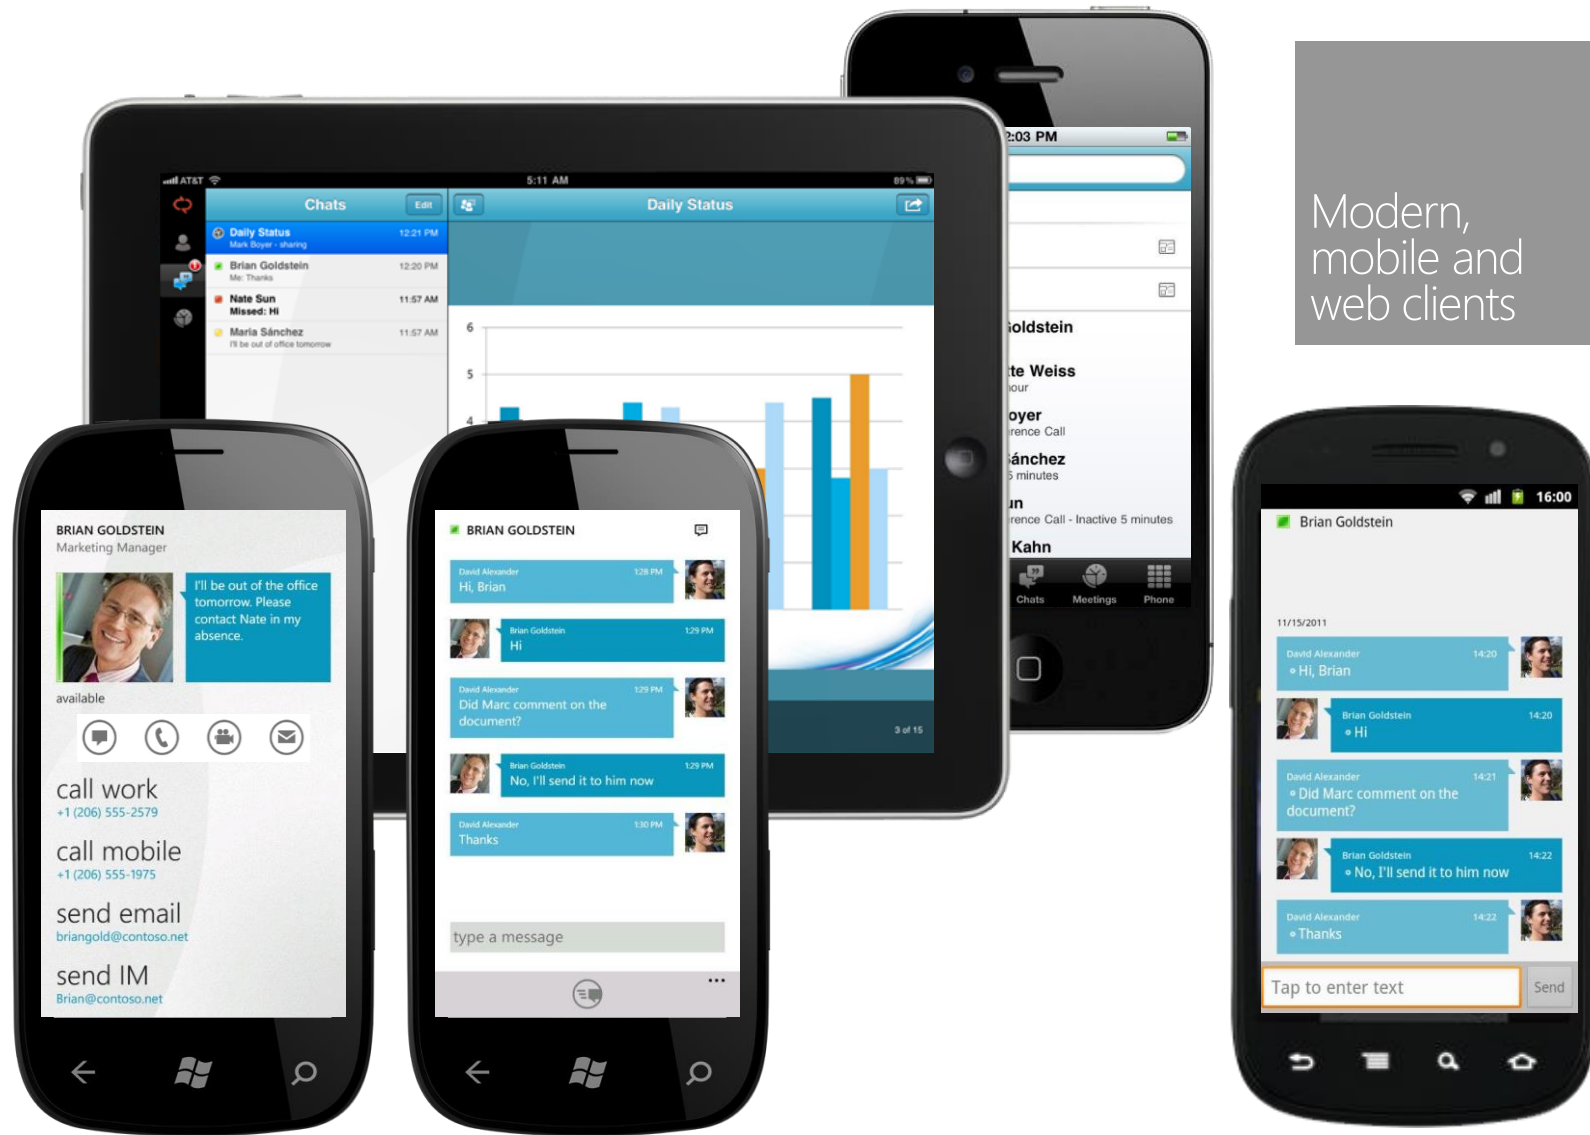 Modern,
mobile and
web clients
AT&T
5:11 AM
89%
Chats
Edit
Daily Status
Daily Status
12:21 PM
Mark Boyer - sharing
Brian Goldstein
12:20 PM
Me: Thanks
Nate Sun
11:57 AM
Missed: Hi
Maria Sánchez
11:57 AM
I'll be out of office tomorrow
6
5
4
3 of 15
2:03 PM
oldstein
te Weiss
our
oyer
rence Call
ánchez
5 minutes
un
rence Call - Inactive 5 minutes
Kahn
Chats
Meetings
Phone
BRIAN GOLDSTEIN
Marketing Manager
I'll be out of the office
tomorrow. Please
contact Nate in my
absence.
available
call work
+1 (206) 555-2579
call mobile
+1 (206) 555-1975
send email
briangold@contoso.net
send IM
Brian@contoso.net
BRIAN GOLDSTEIN
David Alexander
1:28 PM
Hi, Brian
Brian Goldstein
1:29 PM
Hi
David Alexander
1:29 PM
Did Marc comment on the
document?
Brian Goldstein
1:29 PM
No, I'll send it to him now
David Alexander
1:30 PM
Thanks
type a message
16:00
Brian Goldstein
11/15/2011
David Alexander
14:20
Hi, Brian
Brian Goldstein
14:20
Hi
David Alexander
14:21
Did Marc comment on the
document?
Brian Goldstein
14:22
No, I'll send it to him now
David Alexander
14:22
Thanks
Tap to enter text
Send